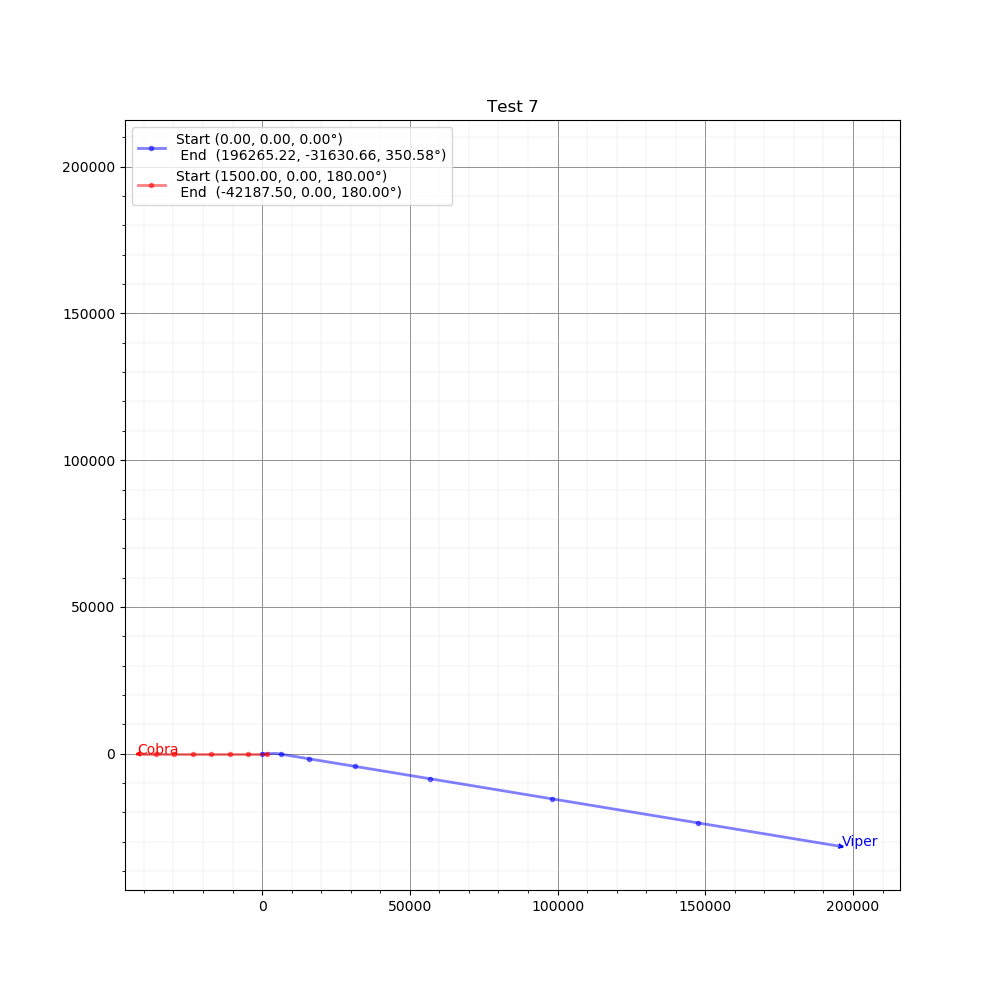 Test 7
Start (0.00, 0.00, 0.00°)
End  (196265.22, -31630.66, 350.58°)
Start (1500.00, 0.00, 180.00°)
End  (-42187.50, 0.00, 180.00°)
200000
150000
100000
50000
0
Cobra
Viper
0
50000
100000
150000
200000